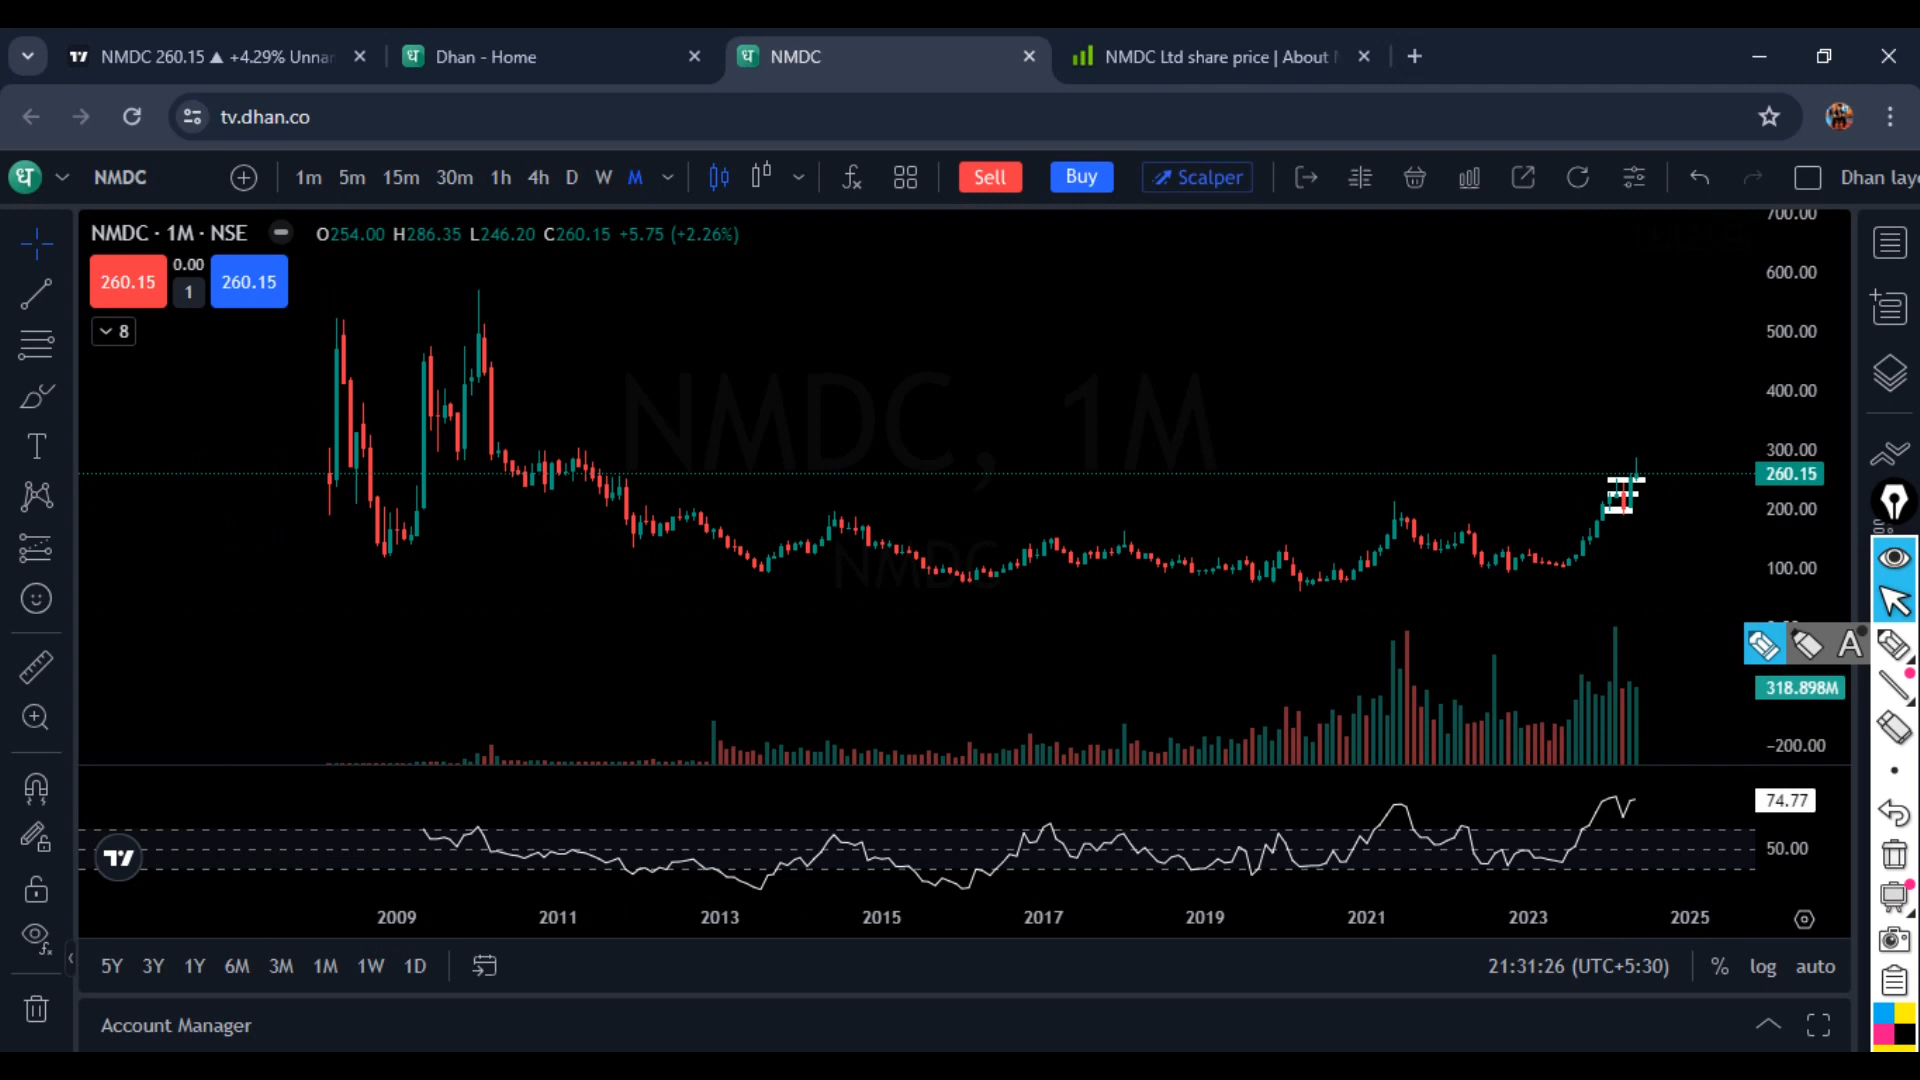 NMDC 260.15 ▲ +4.29% Unnar
Dhan - Home
NMDC
NMDC Ltd share price | About
tv.dhan.co
NMDC
1m 5m 15m 30m 1h 4h D W M
Sell Buy Scalper
Dhan lay
NMDC · 1M · NSE
O254.00 H286.35 L246.20 C260.15 +5.75 (+2.26%)
260.15 0.00 1 260.15
8
NMDC, 1M
NMDC
700.00
600.00
500.00
400.00
300.00
260.15
200.00
100.00
318.898M
−200.00
74.77
50.00
A
T
2009 2011 2013 2015 2017 2019 2021 2023 2025
5Y 3Y 1Y 6M 3M 1M 1W 1D
21:31:26 (UTC+5:30) % log auto
Account Manager